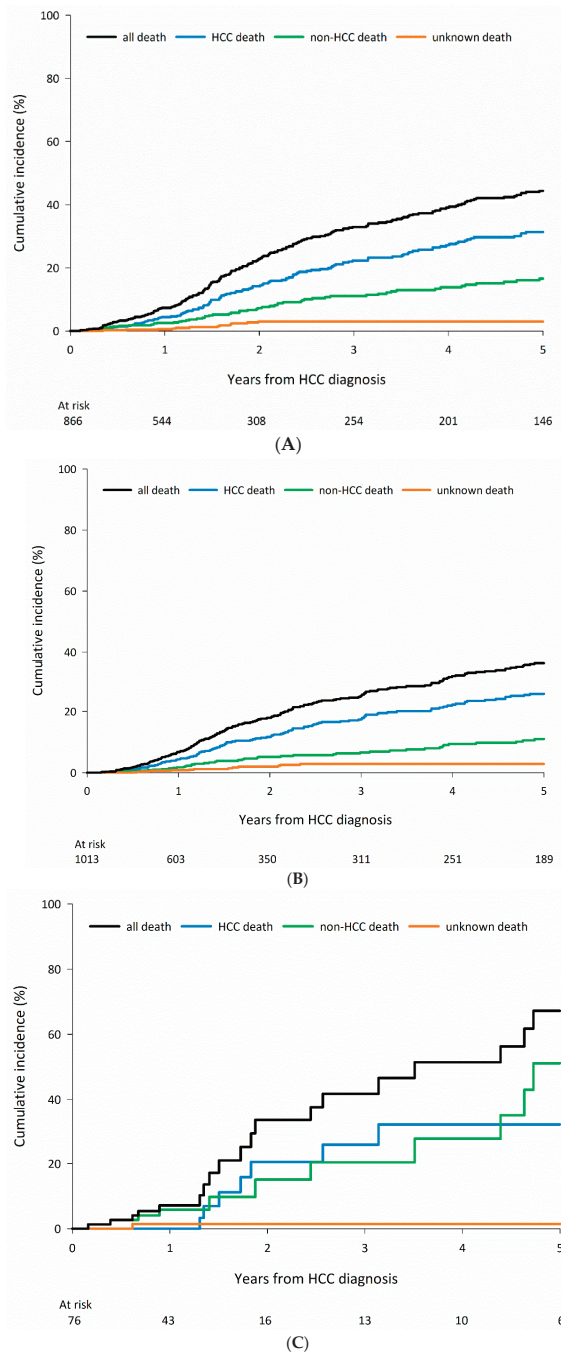 100
all death HCC death non-HCC death unknown death
80
60
40
20
0
Cumulative incidence (%)
0 1 2 3 4 5
Years from HCC diagnosis
At risk
866 544 308 254 201 146
(A)
100
all death HCC death non-HCC death unknown death
80
60
40
20
0
Cumulative incidence (%)
0 1 2 3 4 5
Years from HCC diagnosis
At risk
1013 603 350 311 251 189
(B)
100
all death HCC death non-HCC death unknown death
80
60
40
20
0
Cumulative incidence (%)
0 1 2 3 4 5
Years from HCC diagnosis
At risk
76 43 16 13 10 6
(C)